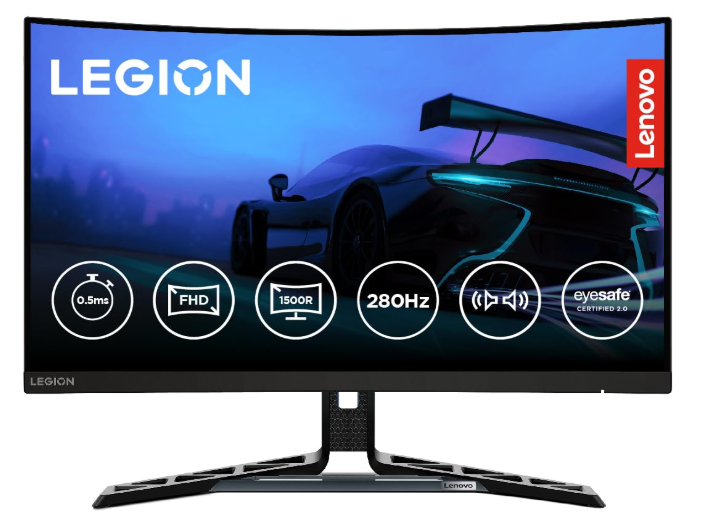 LEGION
Lenovo
0.5ms
FHD
1500R
280Hz
eyesafe
CERTIFIED 2.0
LEGION
Lenovo